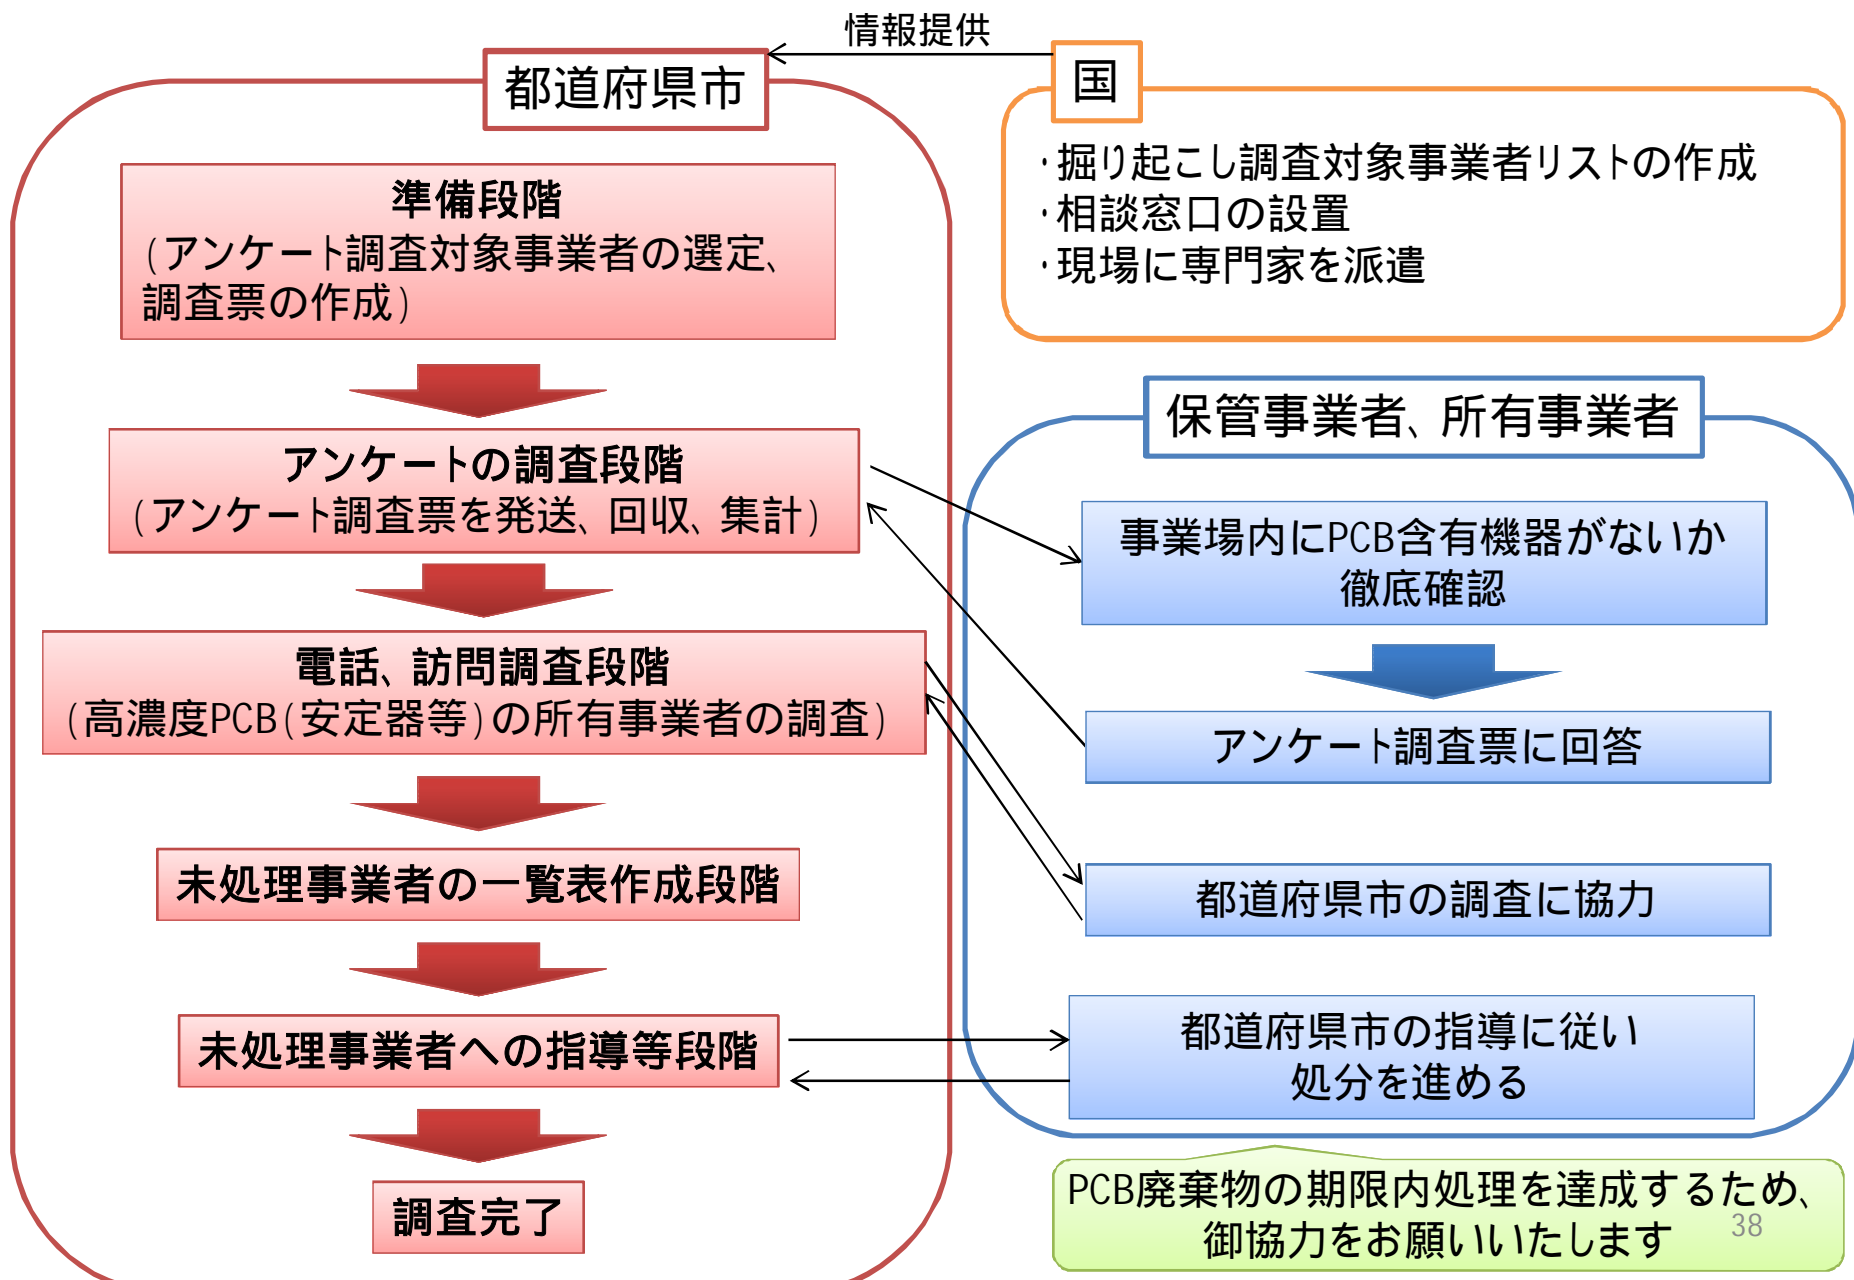 情報提供
都道府県市
国
準備段階
(アンケート調査対象事業者の選定、
調査票の作成)
アンケートの調査段階
(アンケート調査票を発送、回収、集計)
電話、訪問調査段階
(高濃度PCB(安定器等)の所有事業者の調査)
未処理事業者の一覧表作成段階
未処理事業者への指導等段階
調査完了
・掘り起こし調査対象事業者リストの作成
・相談窓口の設置
・現場に専門家を派遣
保管事業者、所有事業者
事業場内にPCB含有機器がないか
徹底確認
アンケート調査票に回答
都道府県市の調査に協力
都道府県市の指導に従い
処分を進める
PCB廃棄物の期限内処理を達成するため、
御協力をお願いいたします
38